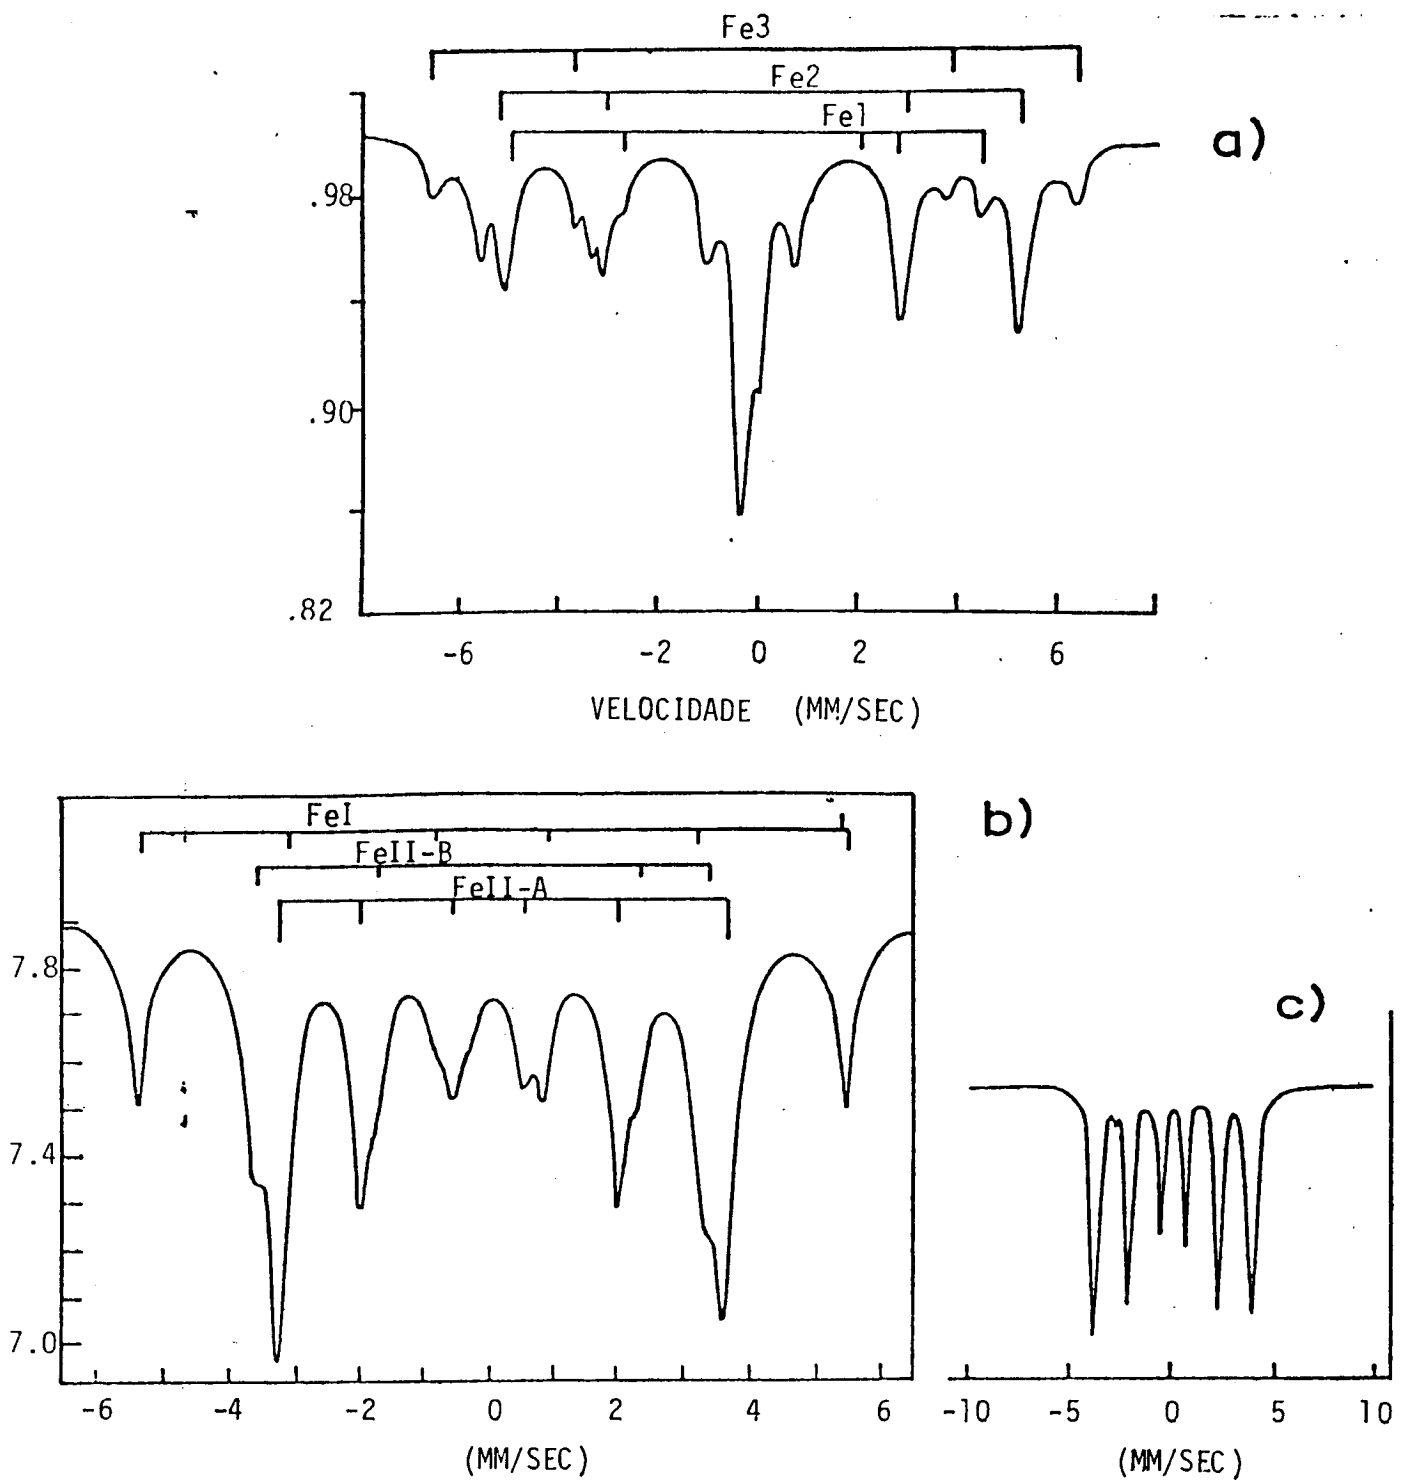 Fe3
Fe2
Fe1
a)
.98
.90
.82
-6 -2 0 2 6
VELOCIDADE (MM/SEC)
b)
FeI
FeII-B
FeII-A
7.8
7.4
7.0
-6 -4 -2 0 2 4 6
(MM/SEC)
c)
-10 -5 0 5 10
(MM/SEC)